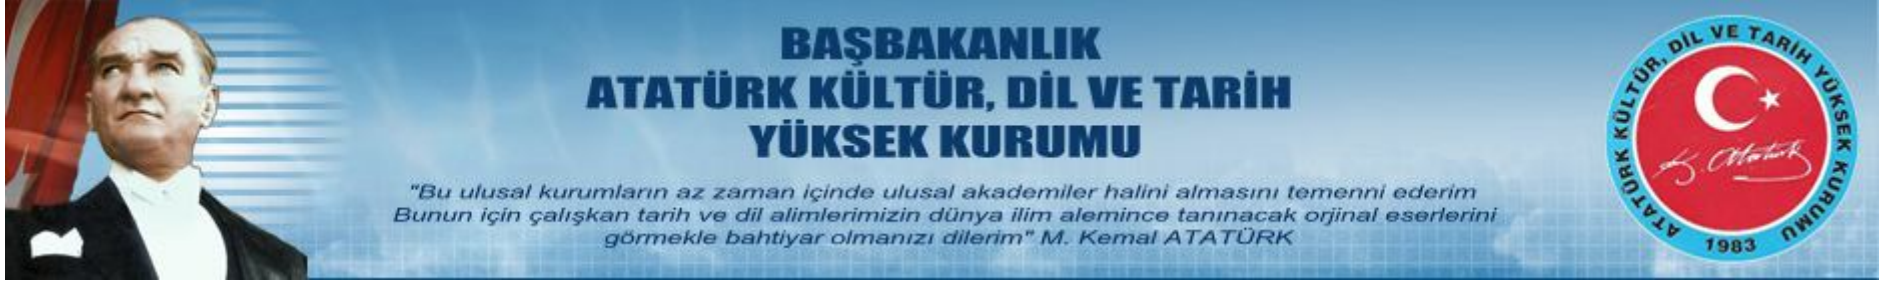 BAŞBAKANLIK
ATATÜRK KÜLTÜR, DİL VE TARİH
YÜKSEK KURUMU
"Bu ulusal kurumların az zaman içinde ulusal akademiler halini almasını temenni ederim
Bunun için çalışkan tarih ve dil alimlerimizin dünya ilim alemince tanınacak orjinal eserlerini
görmekle bahtiyar olmanızı dilerim" M. Kemal ATATÜRK
ATATÜRK KÜLTÜR, DİL VE TARİH YÜKSEK KURUMU
K. Atatürk
1983